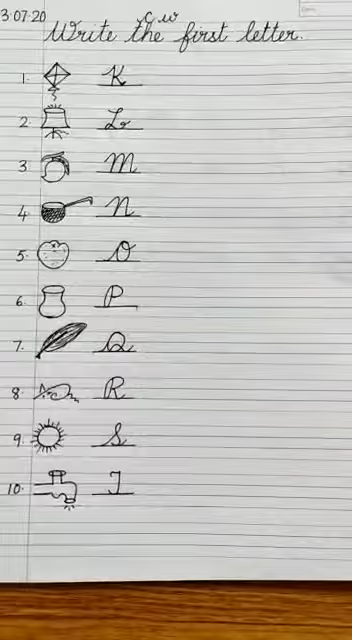 3.07.20
c.w
Write the first letter.
1. K
2. L
3. M
4. N
5. O
6. P
7. Q
8. R
9. S
10. T